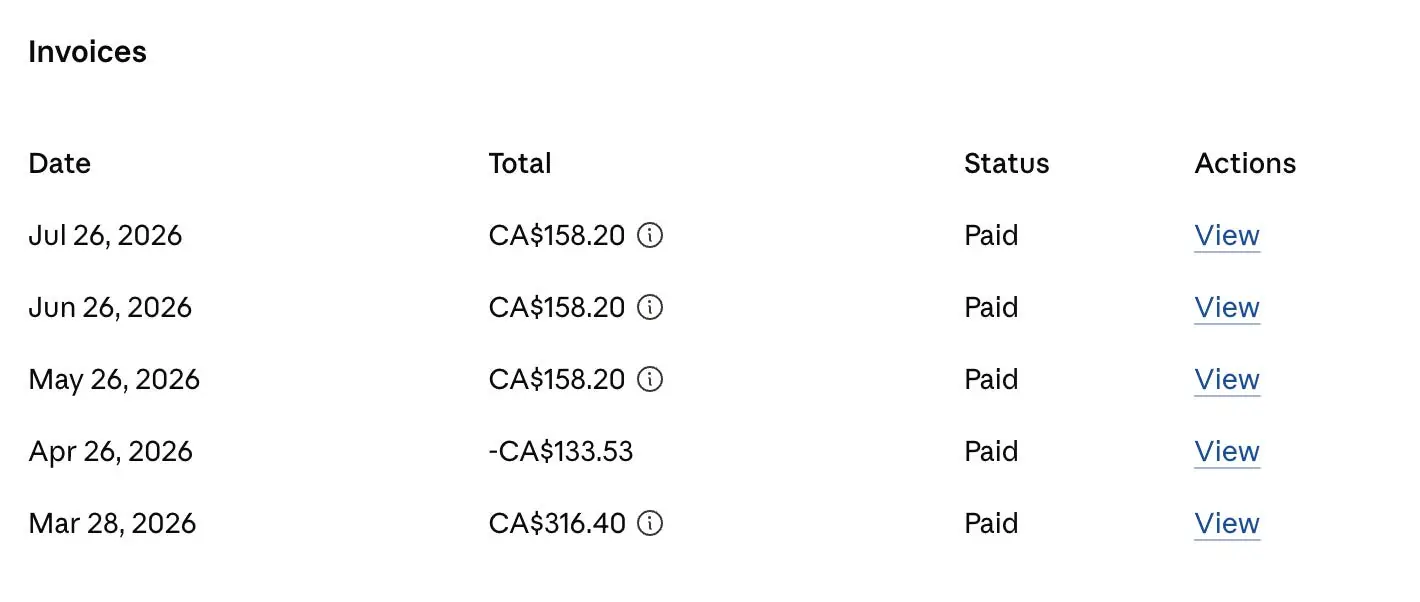 Invoices
Date Total Status Actions
Jul 26, 2026 CA$158.20 Paid View
Jun 26, 2026 CA$158.20 Paid View
May 26, 2026 CA$158.20 Paid View
Apr 26, 2026 -CA$133.53 Paid View
Mar 28, 2026 CA$316.40 Paid View